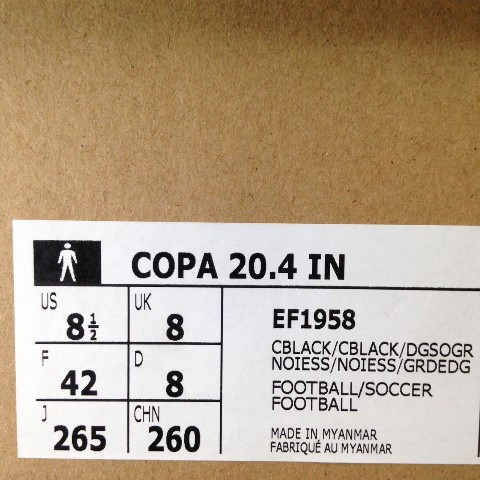 COPA 20.4 IN
US UK
8½ 8
F D
42 8
J CHN
265 260
EF1958
CBLACK/CBLACK/DGSOGR
NOIESS/NOIESS/GRDEDG
FOOTBALL/SOCCER
FOOTBALL
MADE IN MYANMAR
FABRIQUÉ AU MYANMAR